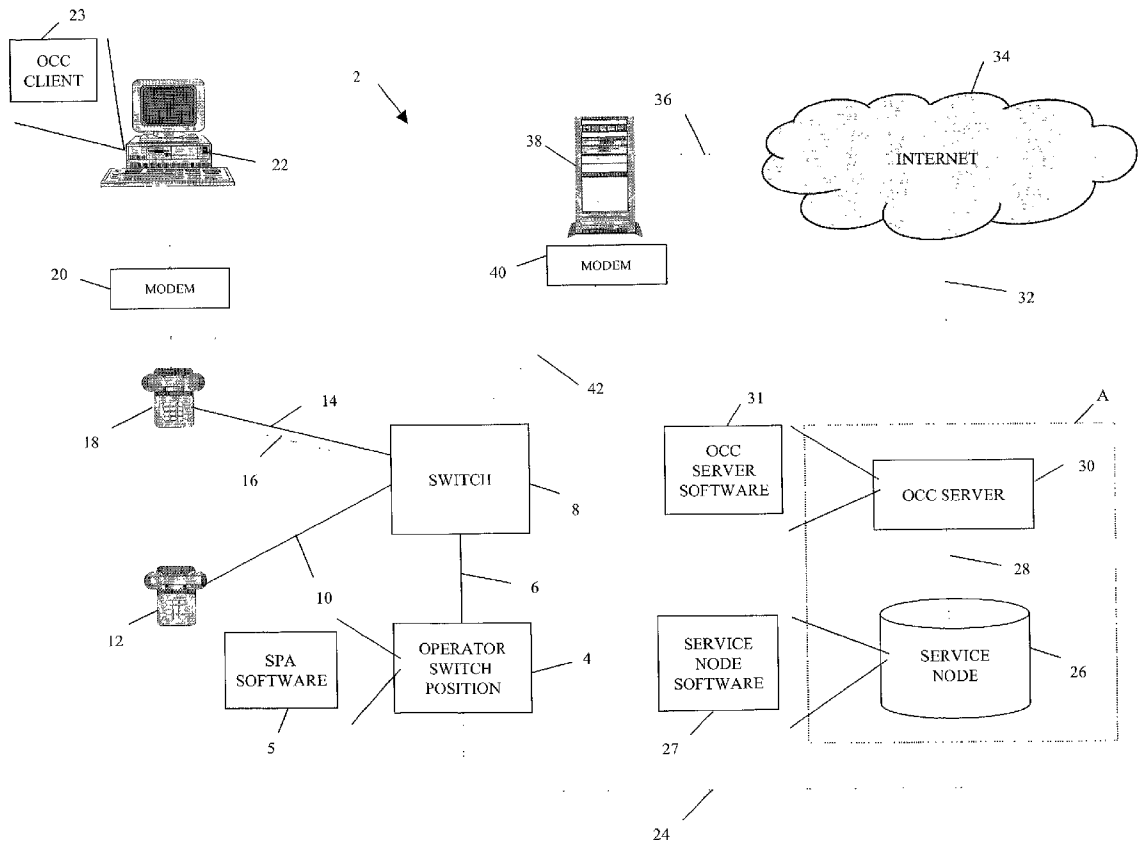 23
OCC
CLIENT
2
34
36
38
22
INTERNET
20
MODEM
40
MODEM
32
42
18
14
16
31
A
OCC
SERVER
SOFTWARE
30
OCC SERVER
SWITCH
8
28
6
12
10
SPA
SOFTWARE
OPERATOR
SWITCH
POSITION
4
SERVICE
NODE
SOFTWARE
SERVICE
NODE
26
5
27
24